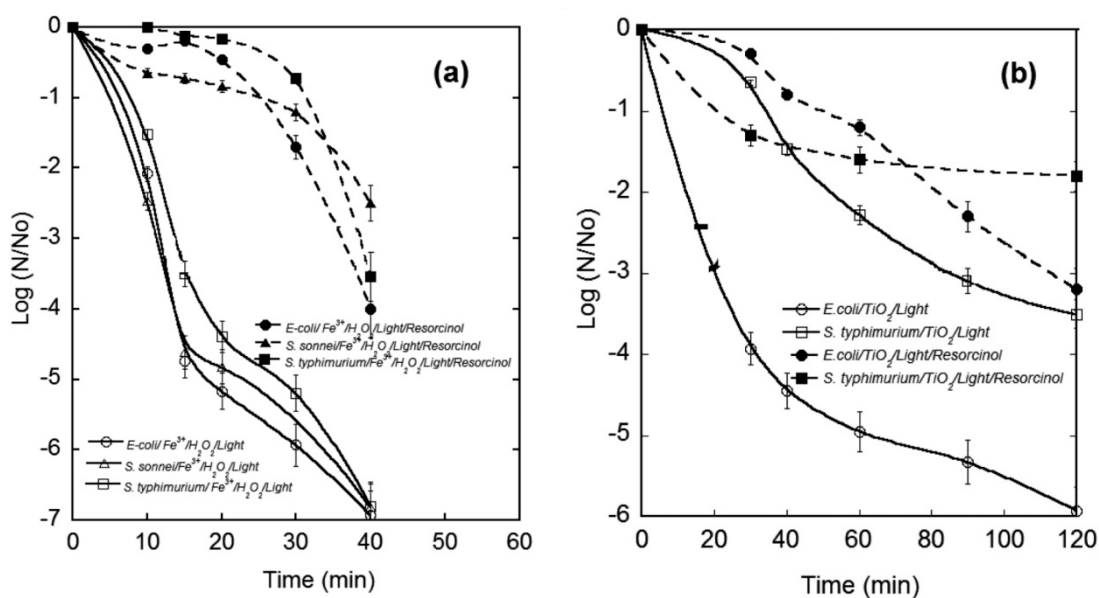 (a)
Log (N/No)
0
-1
-2
-3
-4
-5
-6
-7
E-coli/ Fe³⁺/H₂O₂/Light/Resorcinol
S. sonnei/Fe³⁺/H₂O₂/Light/Resorcinol
S. typhimurium/Fe³⁺/H₂O₂/Light/Resorcinol
E-coli/ Fe³⁺/H₂O₂/Light
S. sonnei/Fe³⁺/H₂O₂/Light
S. typhimurium/ Fe³⁺/H₂O₂/Light
0 10 20 30 40 50 60
Time (min)
(b)
Log (N/No)
0
-1
-2
-3
-4
-5
-6
E.coli/TiO₂/Light
S. typhimurium/TiO₂/Light
E.coli/TiO₂/Light/Resorcinol
S. typhimurium/TiO₂/Light/Resorcinol
0 20 40 60 80 100 120
Time (min)